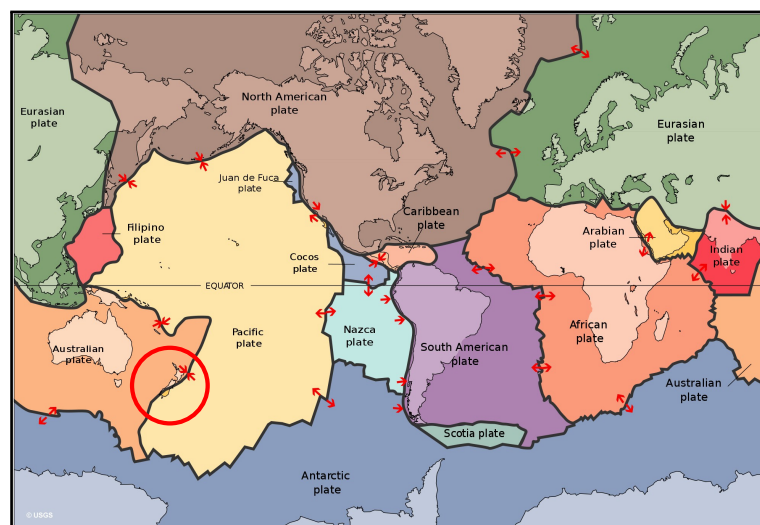 North American
plate
Eurasian
plate
Eurasian
plate
Juan de Fuca
plate
Caribbean
plate
Filipino
plate
Arabian
plate
Indian
plate
Cocos
plate
EQUATOR
Pacific
plate
Nazca
plate
African
plate
Australian
plate
South American
plate
Australian
plate
Scotia plate
Antarctic
plate
© USGS